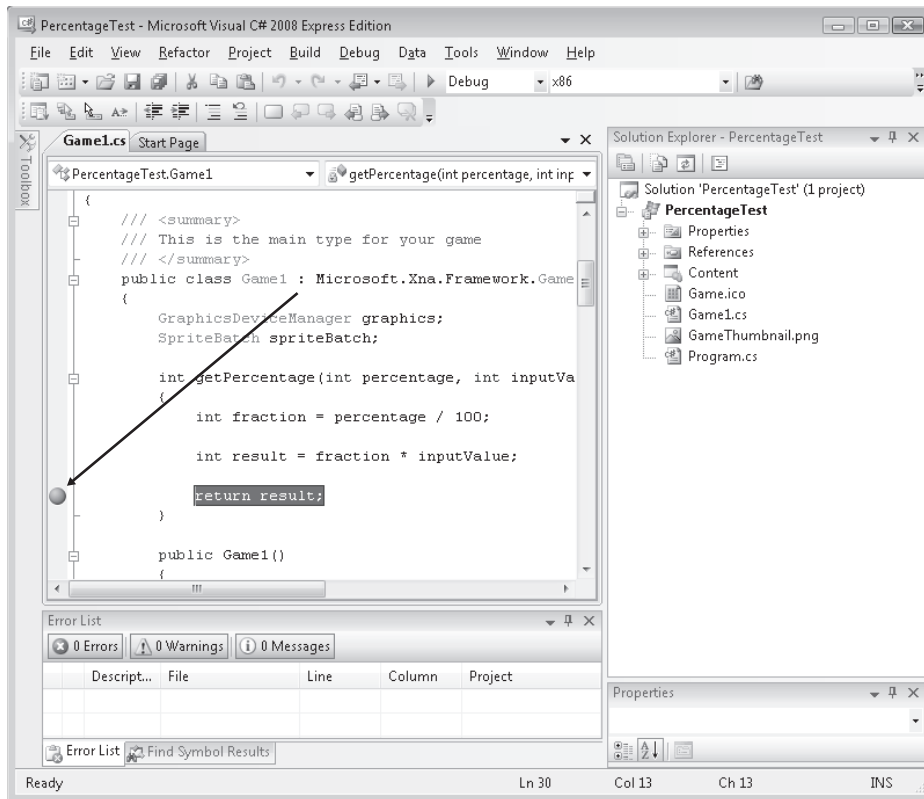 PercentageTest - Microsoft Visual C# 2008 Express Edition
File Edit View Refactor Project Build Debug Data Tools Window Help
Debug x86
Toolbox
Game1.cs Start Page
PercentageTest.Game1 getPercentage(int percentage, int inp
{
/// <summary>
/// This is the main type for your game
/// </summary>
public class Game1 : Microsoft.Xna.Framework.Game
{
GraphicsDeviceManager graphics;
SpriteBatch spriteBatch;
int getPercentage(int percentage, int inputVa
{
int fraction = percentage / 100;
int result = fraction * inputValue;
return result;
}
public Game1()
{
Solution Explorer - PercentageTest
Solution 'PercentageTest' (1 project)
PercentageTest
Properties
References
Content
Game.ico
Game1.cs
GameThumbnail.png
Program.cs
Error List
0 Errors 0 Warnings 0 Messages
Descript... File Line Column Project
Error List Find Symbol Results
Properties
Ready Ln 30 Col 13 Ch 13 INS